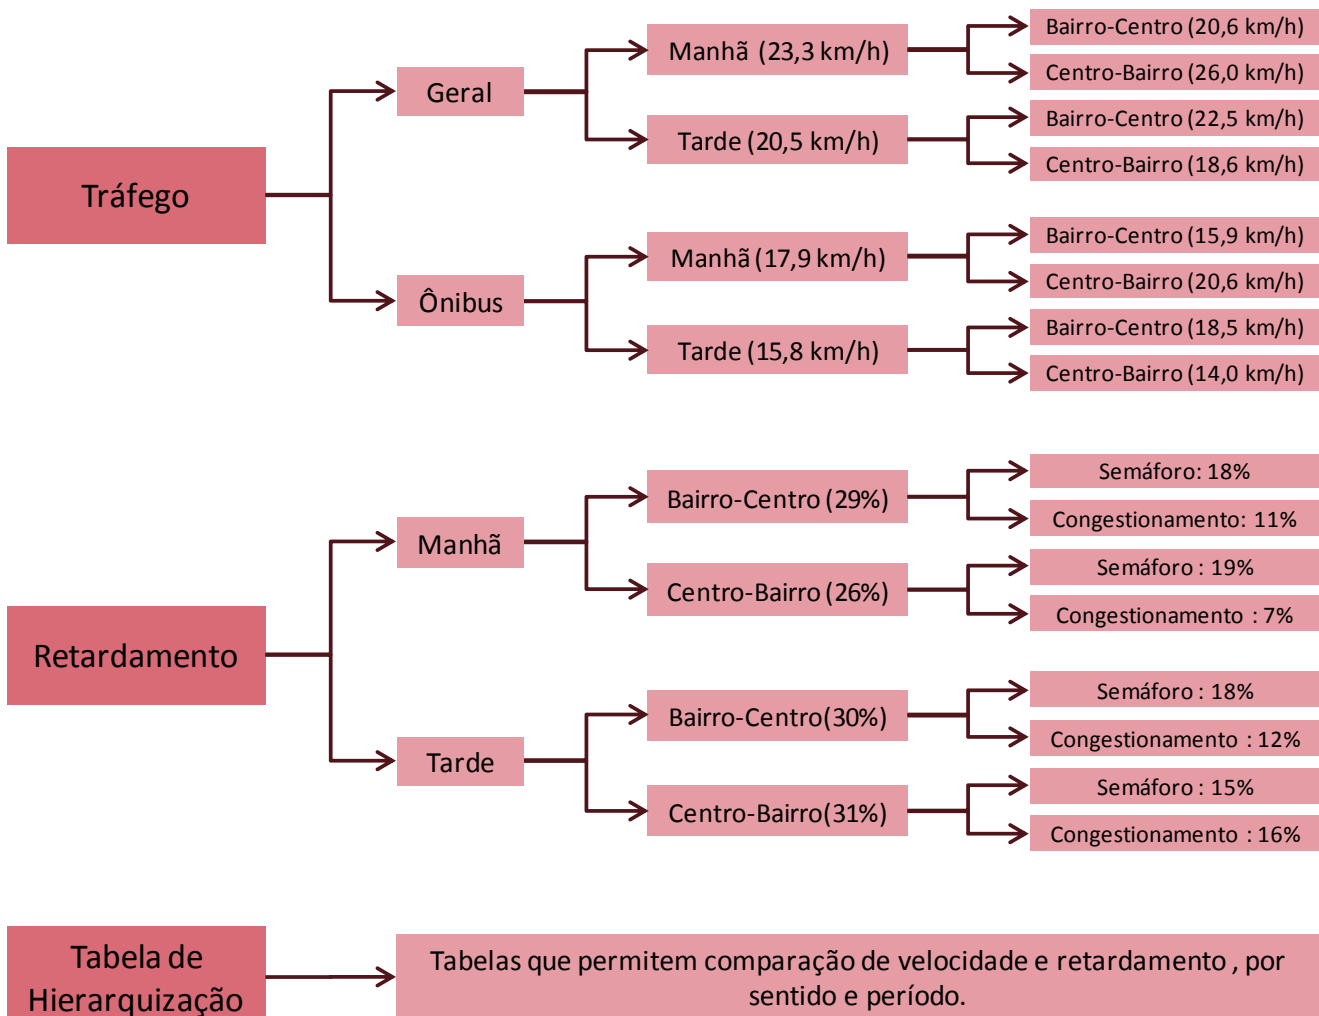 Tráfego
Geral
Manhã (23,3 km/h)
Bairro-Centro (20,6 km/h)
Centro-Bairro (26,0 km/h)
Tarde (20,5 km/h)
Bairro-Centro (22,5 km/h)
Centro-Bairro (18,6 km/h)
Ônibus
Manhã (17,9 km/h)
Bairro-Centro (15,9 km/h)
Centro-Bairro (20,6 km/h)
Tarde (15,8 km/h)
Bairro-Centro (18,5 km/h)
Centro-Bairro (14,0 km/h)
Retardamento
Manhã
Bairro-Centro (29%)
Semáforo: 18%
Congestionamento: 11%
Centro-Bairro (26%)
Semáforo : 19%
Congestionamento : 7%
Tarde
Bairro-Centro(30%)
Semáforo : 18%
Congestionamento : 12%
Centro-Bairro(31%)
Semáforo : 15%
Congestionamento : 16%
Tabela de
Hierarquização
Tabelas que permitem comparação de velocidade e retardamento , por
sentido e período.